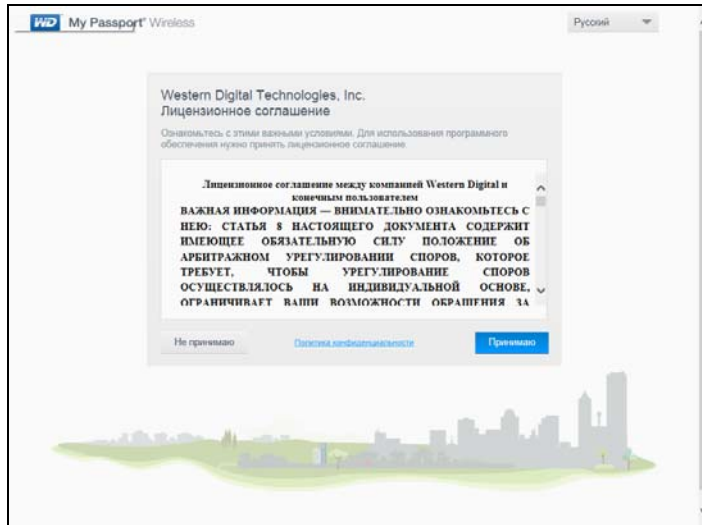 WD My Passport® Wireless
Русский
Western Digital Technologies, Inc.
Лицензионное соглашение
Ознакомьтесь с этими важными условиями. Для использования программного
обеспечения нужно принять лицензионное соглашение.
Лицензионное соглашение между компанией Western Digital и
конечным пользователем
ВАЖНАЯ ИНФОРМАЦИЯ — ВНИМАТЕЛЬНО ОЗНАКОМЬТЕСЬ С
НЕЮ: СТАТЬЯ 8 НАСТОЯЩЕГО ДОКУМЕНТА СОДЕРЖИТ
ИМЕЮЩЕЕ ОБЯЗАТЕЛЬНУЮ СИЛУ ПОЛОЖЕНИЕ ОБ
АРБИТРАЖНОМ УРЕГУЛИРОВАНИИ СПОРОВ, КОТОРОЕ
ТРЕБУЕТ, ЧТОБЫ УРЕГУЛИРОВАНИЕ СПОРОВ
ОСУЩЕСТВЛЯЛОСЬ НА ИНДИВИДУАЛЬНОЙ ОСНОВЕ,
ОГРАНИЧИВАЕТ ВАШИ ВОЗМОЖНОСТИ ОБРАЩЕНИЯ ЗА
Не принимаю
Политика конфиденциальности
Принимаю